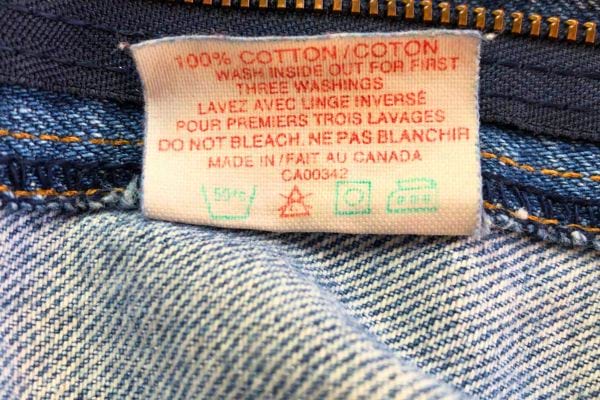 100% COTTON/COTON
WASH INSIDE OUT FOR FIRST
THREE WASHINGS
LAVEZ AVEC LINGE INVERSÉ
POUR PREMIERS TROIS LAVAGES
DO NOT BLEACH. NE PAS BLANCHIR
MADE IN/FAIT AU CANADA
CA00342